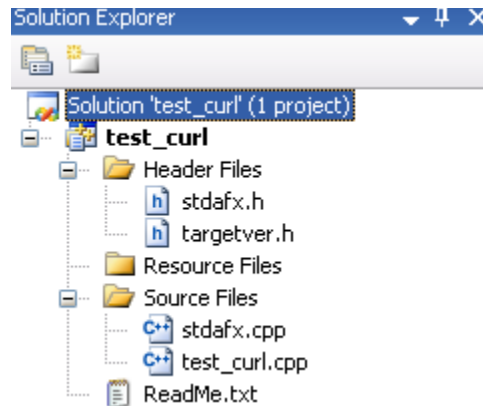 Solution Explorer
Solution 'test_curl' (1 project)
test_curl
Header Files
stdafx.h
targetver.h
Resource Files
Source Files
stdafx.cpp
test_curl.cpp
ReadMe.txt